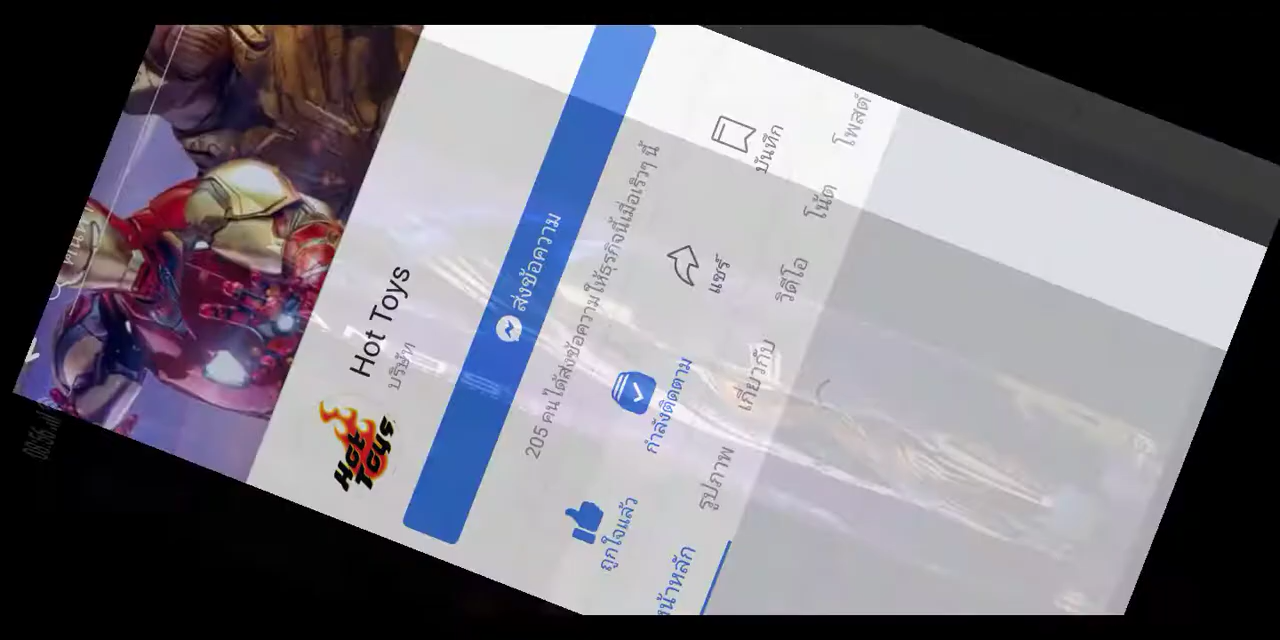 Hot Toys
บริษัท
Hot
Toys
ส่งข้อความ
205 คนได้ส่งข้อความให้ธุรกิจนี้เมื่อเร็วๆ นี้
ถูกใจแล้ว
กำลังติดตาม
แชร์
บันทึก
หน้าหลัก
รูปภาพ
เกี่ยวกับ
วิดีโอ
โน้ต
โพสต์